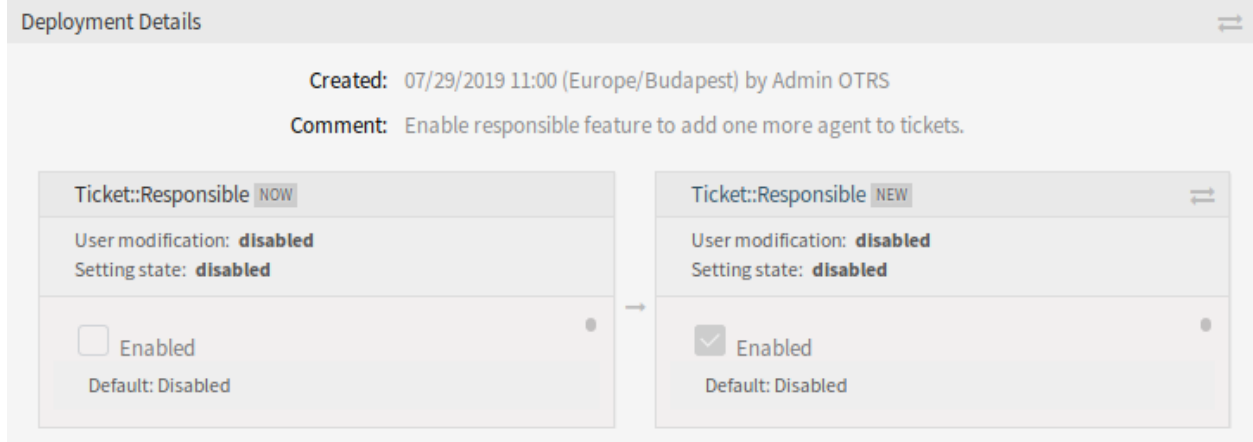 Deployment Details
Created: 07/29/2019 11:00 (Europe/Budapest) by Admin OTRS
Comment: Enable responsible feature to add one more agent to tickets.
Ticket::Responsible NOW
User modification: disabled
Setting state: disabled
Enabled
Default: Disabled
Ticket::Responsible NEW
User modification: disabled
Setting state: disabled
Enabled
Default: Disabled